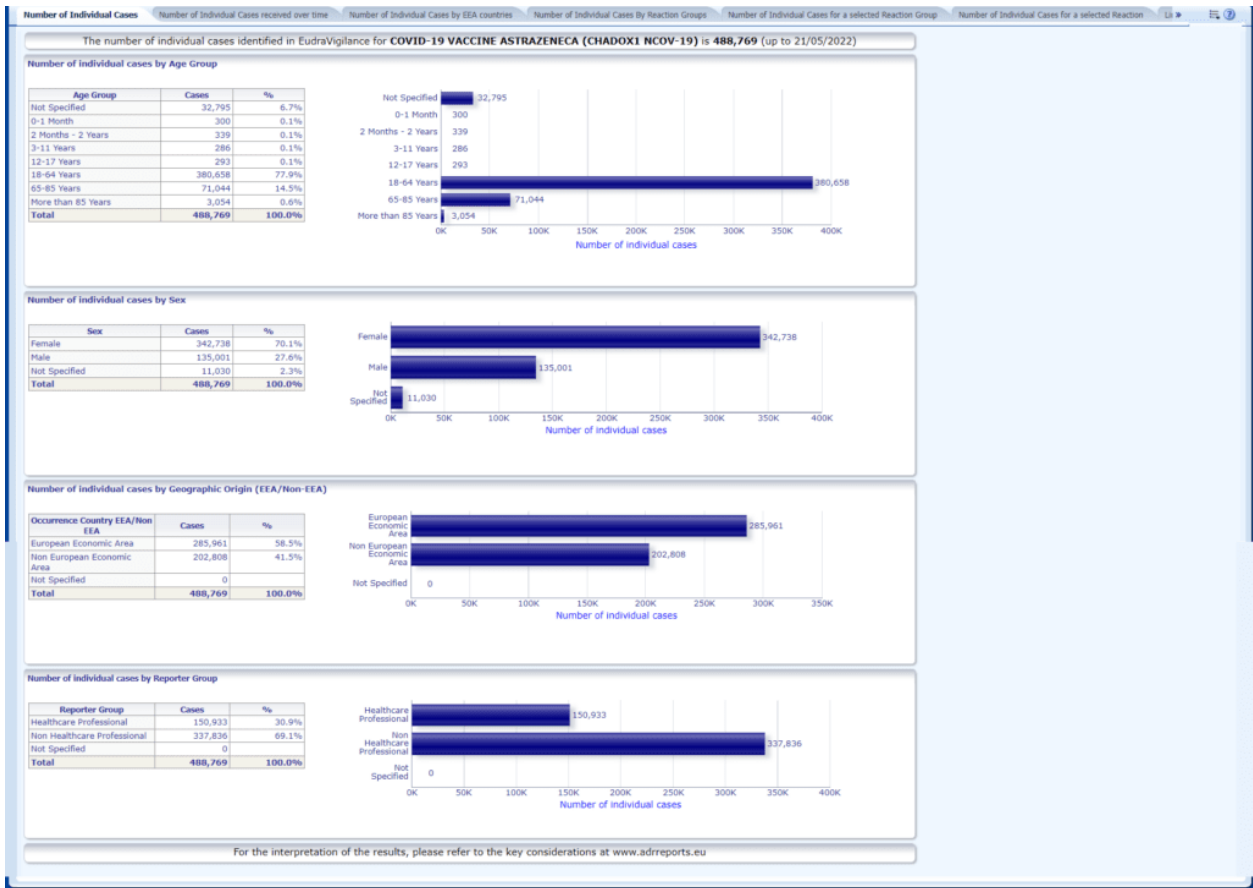 Number of Individual Cases Number of Individual Cases received over time Number of Individual Cases by EEA countries Number of Individual Cases By Reaction Groups Number of Individual Cases for a selected Reaction Group Number of Individual Cases for a selected Reaction
The number of individual cases identified in EudraVigilance for COVID-19 VACCINE ASTRAZENECA (CHADOX1 NCOV-19) is 488,769 (up to 21/05/2022)
Number of individual cases by Age Group
Age Group Cases %
Not Specified 32,795 6.7%
0-1 Month 300 0.1%
2 Months - 2 Years 339 0.1%
3-11 Years 286 0.1%
12-17 Years 293 0.1%
18-64 Years 380,658 77.9%
65-85 Years 71,044 14.5%
More than 85 Years 3,054 0.6%
Total 488,769 100.0%
Not Specified 32,795
0-1 Month 300
2 Months - 2 Years 339
3-11 Years 286
12-17 Years 293
18-64 Years 380,658
65-85 Years 71,044
More than 85 Years 3,054
0K 50K 100K 150K 200K 250K 300K 350K 400K
Number of individual cases
Number of individual cases by Sex
Sex Cases %
Female 342,738 70.1%
Male 135,001 27.6%
Not Specified 11,030 2.3%
Total 488,769 100.0%
Female 342,738
Male 135,001
Not
Specified 11,030
0K 50K 100K 150K 200K 250K 300K 350K 400K
Number of individual cases
Number of individual cases by Geographic Origin (EEA/Non-EEA)
Occurrence Country EEA/Non
EEA Cases %
European Economic Area 285,961 58.5%
Non European Economic
Area 202,808 41.5%
Not Specified 0
Total 488,769 100.0%
European
Economic
Area 285,961
Non European
Economic
Area 202,808
Not Specified 0
0K 50K 100K 150K 200K 250K 300K 350K
Number of individual cases
Number of individual cases by Reporter Group
Reporter Group Cases %
Healthcare Professional 150,933 30.9%
Non Healthcare Professional 337,836 69.1%
Not Specified 0
Total 488,769 100.0%
Healthcare
Professional 150,933
Non
Healthcare
Professional 337,836
Not
Specified 0
0K 50K 100K 150K 200K 250K 300K 350K 400K
Number of individual cases
For the interpretation of the results, please refer to the key considerations at www.adrreports.eu